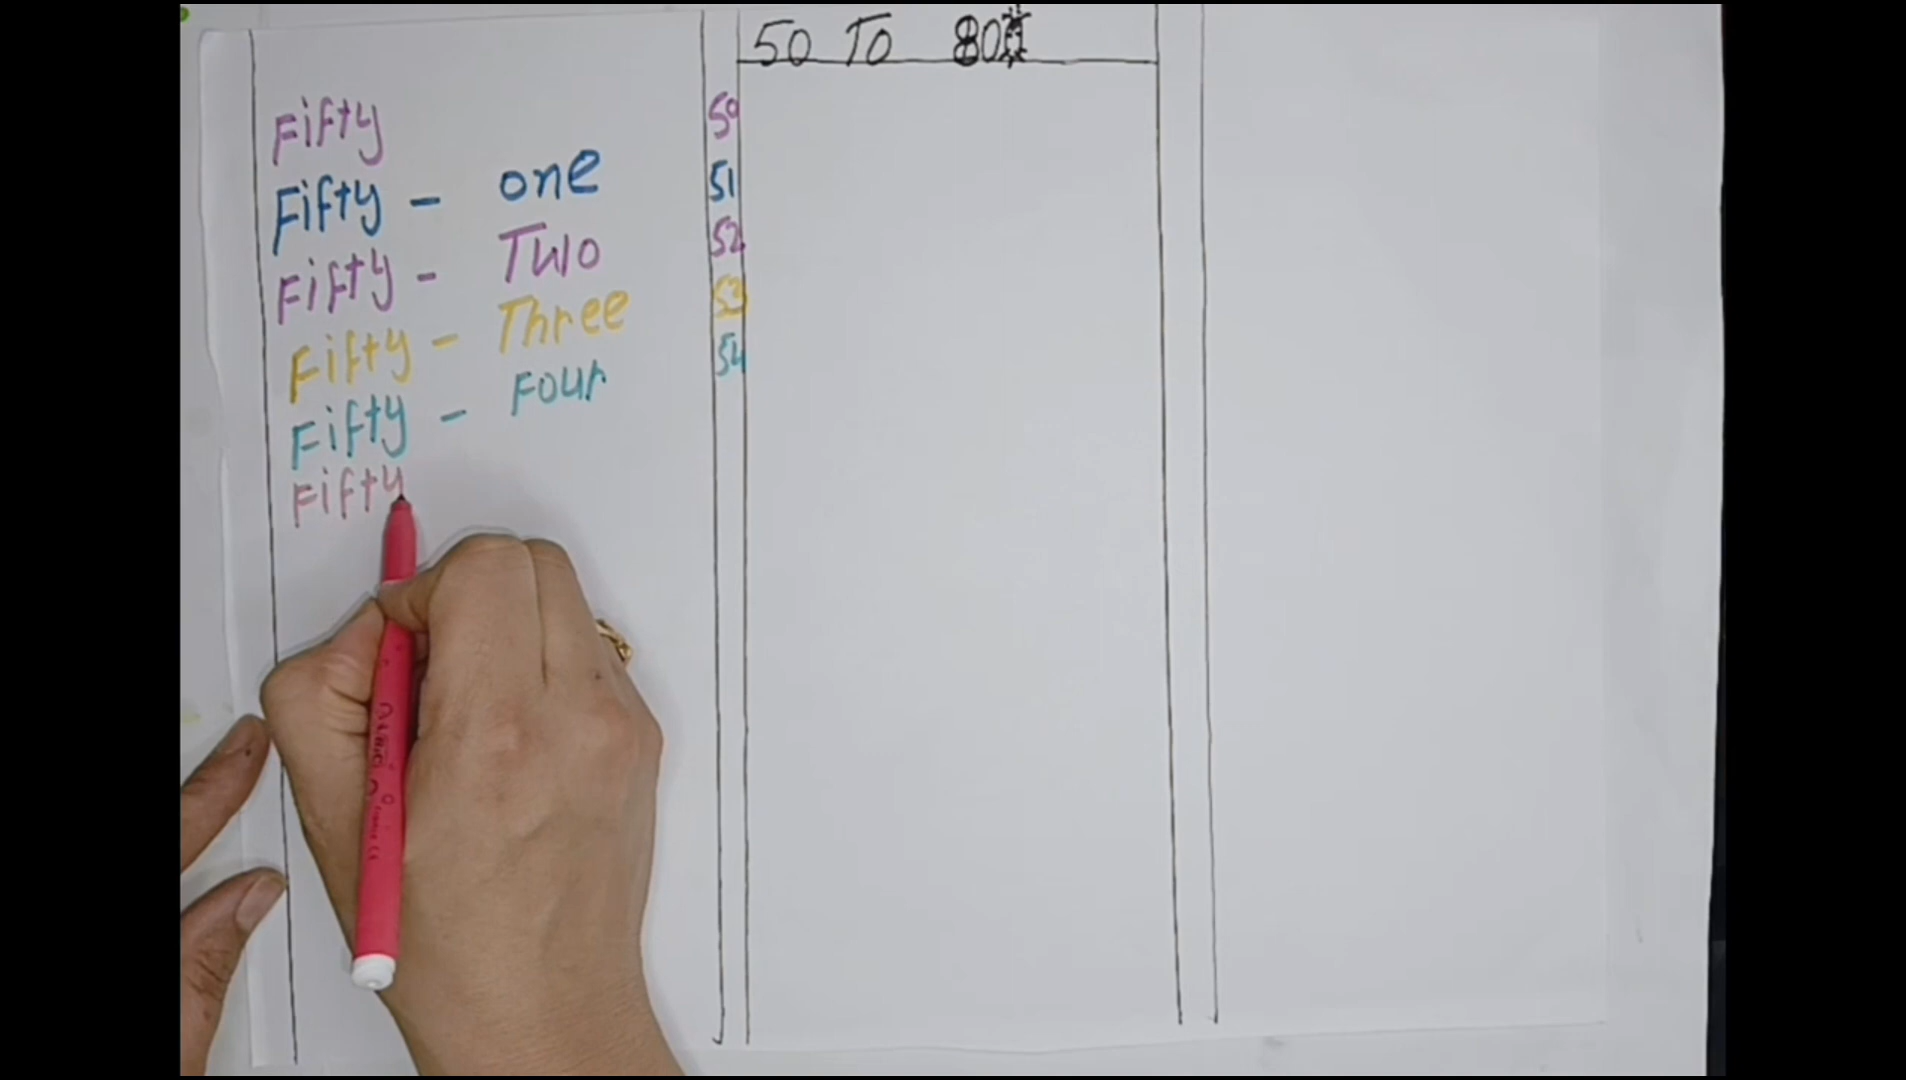 50 TO 80
Fifty 50
Fifty - one 51
Fifty - Two 52
Fifty - Three 53
Fifty - Four 54
Fifty